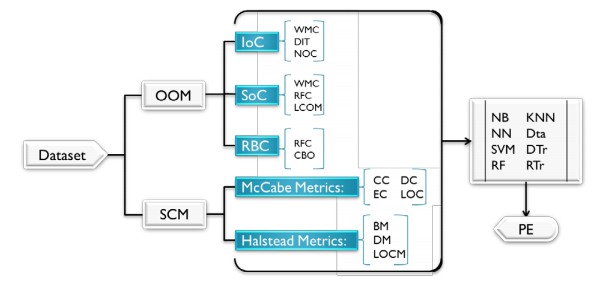 Dataset
OOM
IoC
WMC
DIT
NOC
SoC
WMC
RFC
LCOM
RBC
RFC
CBO
SCM
McCabe Metrics:
CC DC
EC LOC
Halstead Metrics:
BM
DM
LOCM
NB KNN
NN Dta
SVM DTr
RF RTr
PE